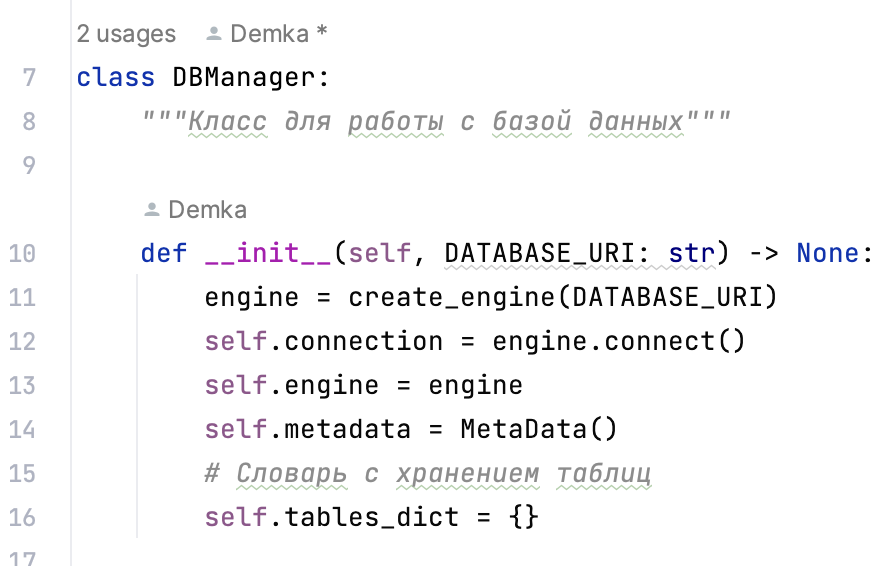 2 usages Demka *
7 class DBManager:
8 """Класс для работы с базой данных"""
9
Demka
10 def __init__(self, DATABASE_URI: str) -> None:
11 engine = create_engine(DATABASE_URI)
12 self.connection = engine.connect()
13 self.engine = engine
14 self.metadata = MetaData()
15 # Словарь с хранением таблиц
16 self.tables_dict = {}
17